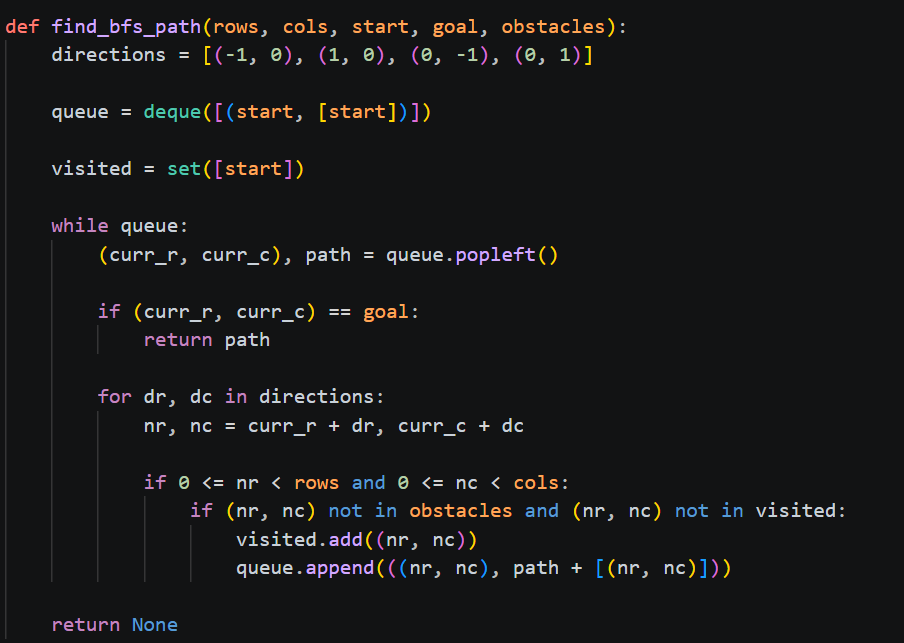 def find_bfs_path(rows, cols, start, goal, obstacles):
    directions = [(-1, 0), (1, 0), (0, -1), (0, 1)]

    queue = deque([(start, [start])])

    visited = set([start])

    while queue:
        (curr_r, curr_c), path = queue.popleft()

        if (curr_r, curr_c) == goal:
            return path

        for dr, dc in directions:
            nr, nc = curr_r + dr, curr_c + dc

            if 0 <= nr < rows and 0 <= nc < cols:
                if (nr, nc) not in obstacles and (nr, nc) not in visited:
                    visited.add((nr, nc))
                    queue.append(((nr, nc), path + [(nr, nc)]))

    return None